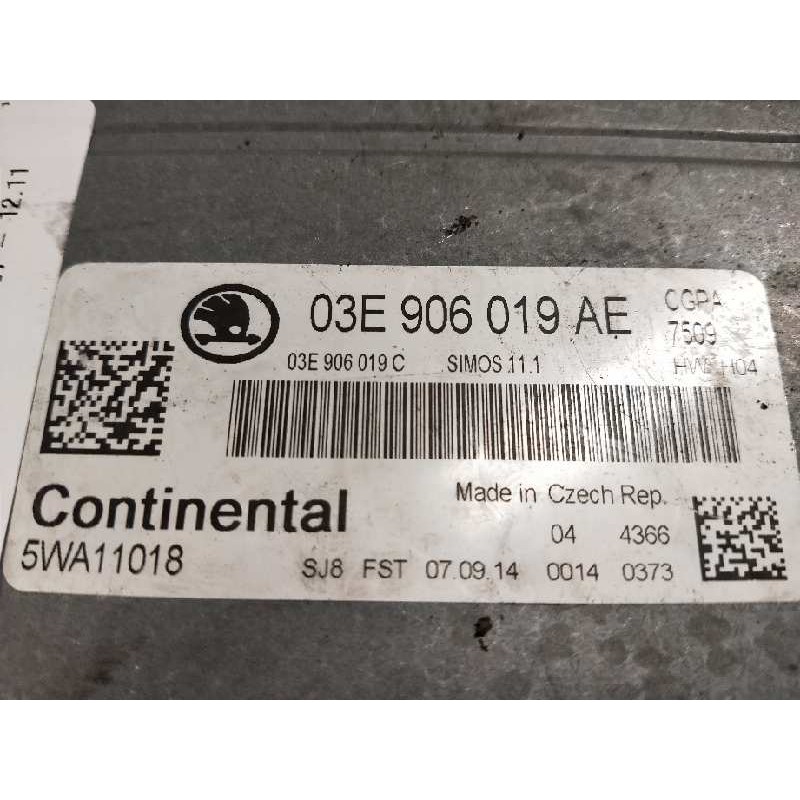 12.11
03E 906 019 AE CGPA
7509
03E 906 019 C SIMOS 11.1 H04
Continental
5WA11018
Made in Czech Rep.
04 4366
SJ8 FST 07.09.14 0014 0373